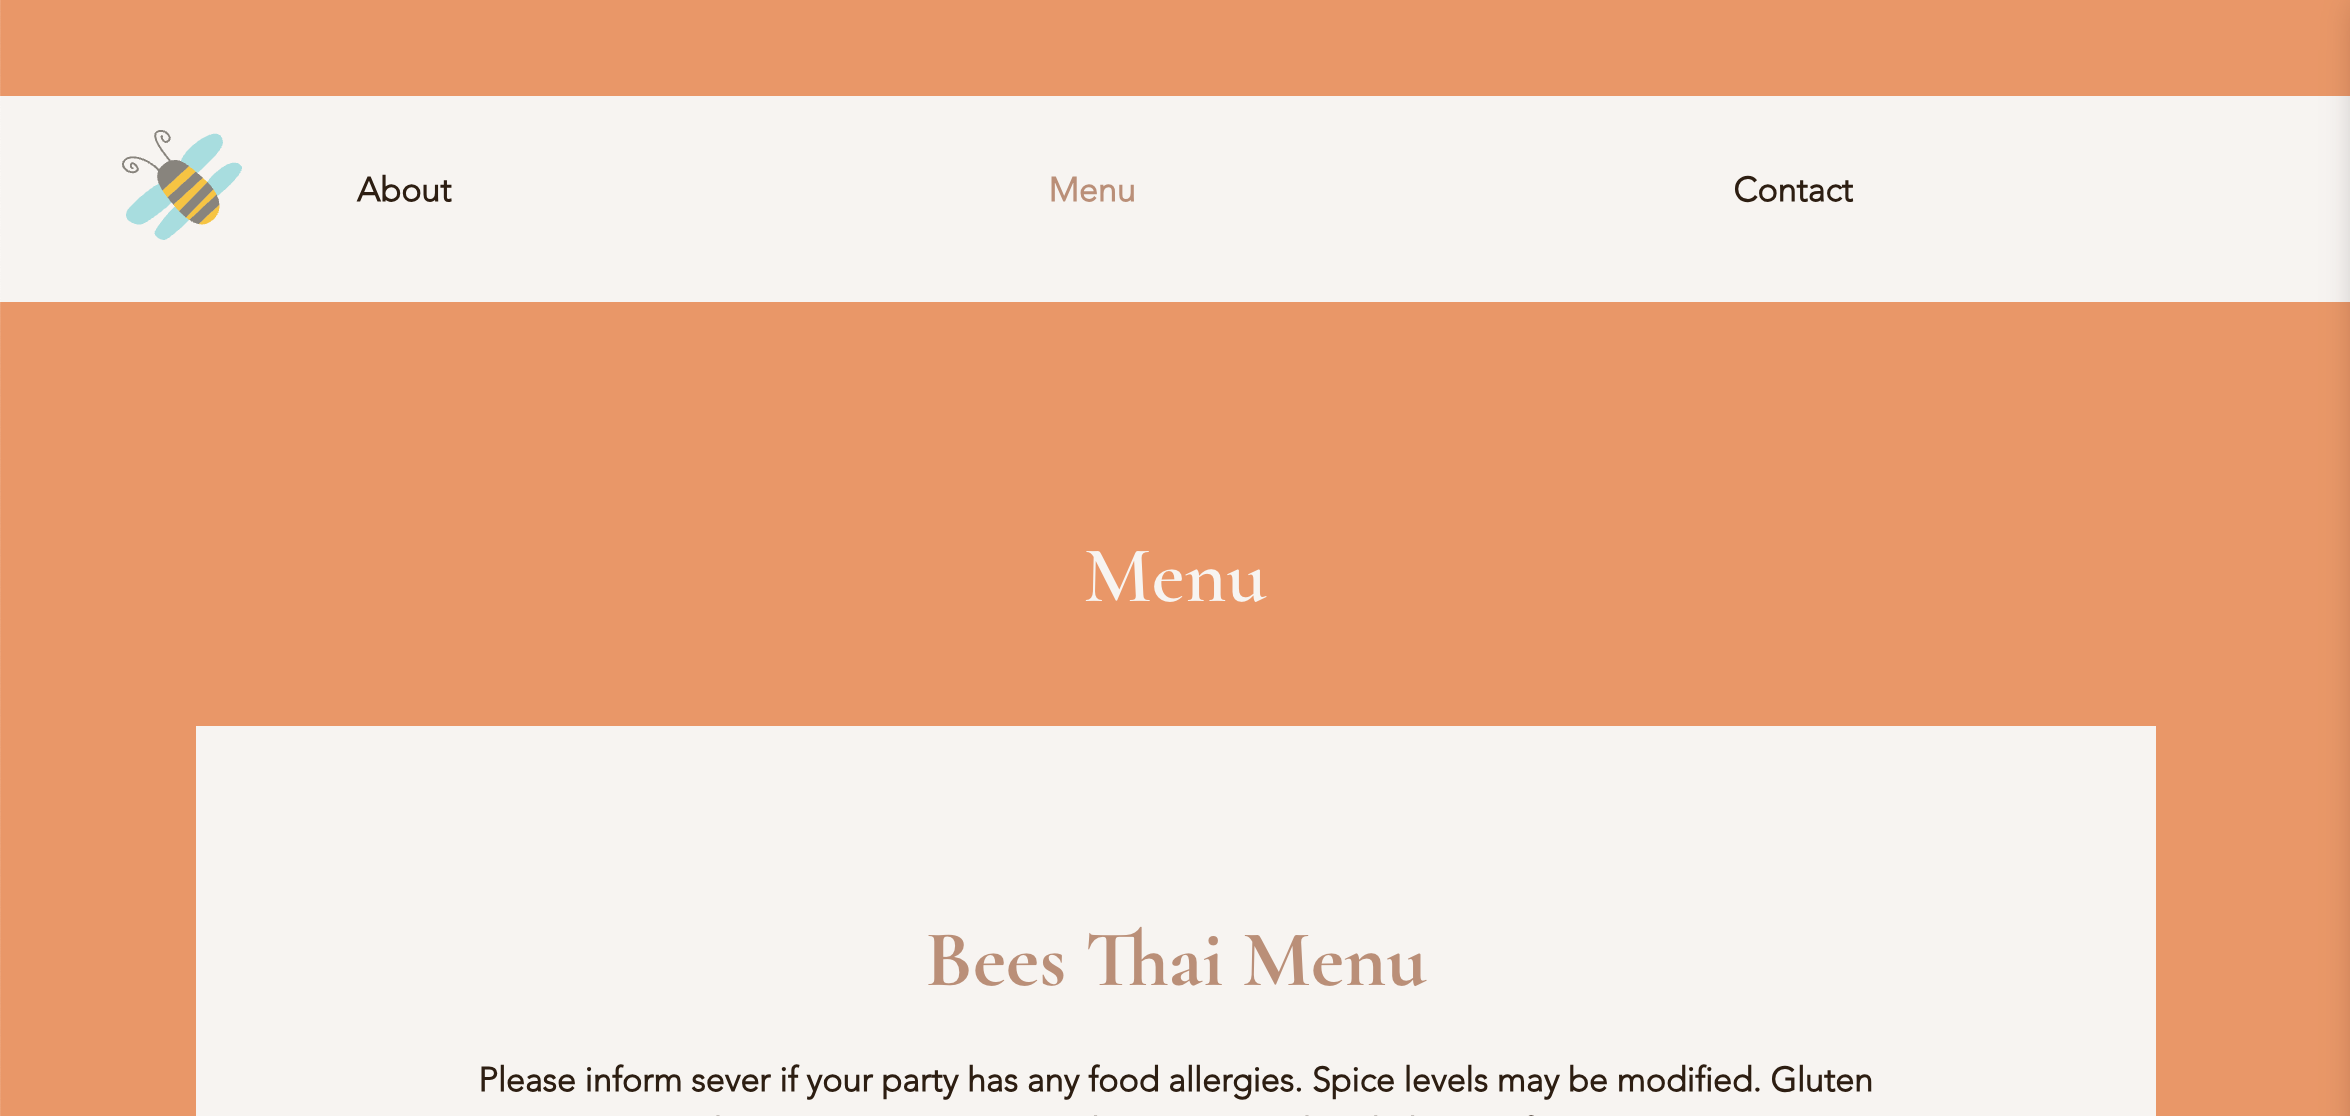 About
Menu
Contact
Menu
Bees Thai Menu
Please inform sever if your party has any food allergies. Spice levels may be modified. Gluten